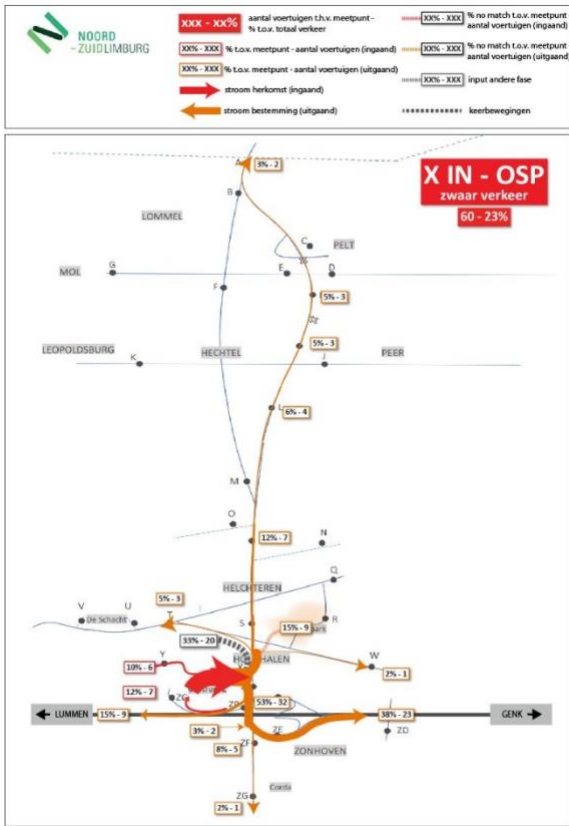 NOORD
-ZUIDLIMBURG
xxx - xx%
aantal voertuigen t.h.v. meetpunt -
% t.o.v. totaal verkeer
XX% - XXX
% t.o.v. meetpunt - aantal voertuigen (ingaand)
XX% - XXX
% t.o.v. meetpunt - aantal voertuigen (uitgaand)
stroom herkomst (ingaand)
stroom bestemming (uitgaand)
XX% - XXX
% no match t.o.v. meetpunt -
aantal voertuigen (ingaand)
XX% - XXX
% no match t.o.v. meetpunt -
aantal voertuigen (uitgaand)
XX% - XXX
input andere fase
keerbewegingen
X IN - OSP
zwaar verkeer
60 - 23%
A
3% - 2
B
LOMMEL
C
PELT
MOL
G
E
D
F
5% - 3
5% - 3
LEOPOLDSBURG
HECHTEL
PEER
K
J
6% - 4
L
M
O
N
12% - 7
Q
HELCHTEREN
5% - 3
V
U
T
De Schacht
S
R
15% - 9
33% - 20
Y
W
10% - 6
2% - 1
12% - 7
ZC
53% - 32
LUMMEN
15% - 9
38% - 23
GENK
3% - 2
ZE
ZD
8% - 5
ZF
ZONHOVEN
ZG
2% - 1